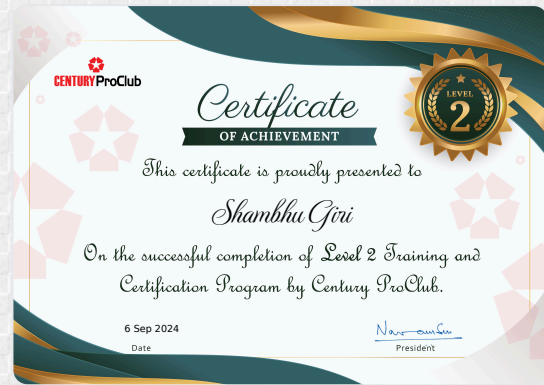 CENTURY ProClub
Certificate
OF ACHIEVEMENT
LEVEL
2
This certificate is proudly presented to
Shambhu Giri
On the successful completion of Level 2 Training and
Certification Program by Century ProClub.
6 Sep 2024
Date
President